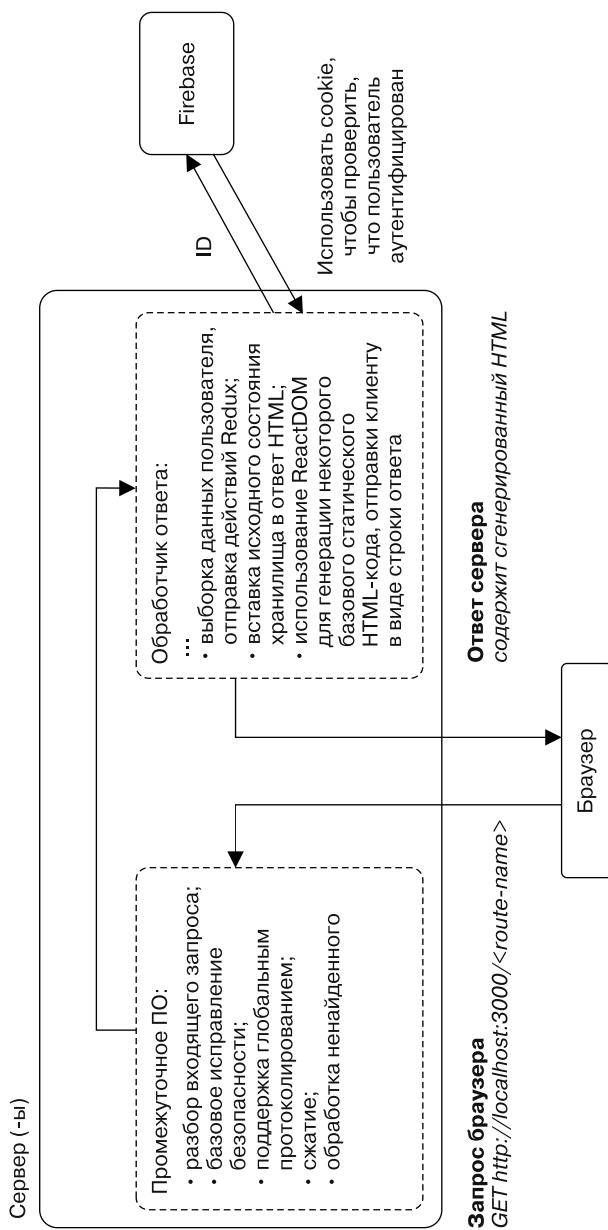 Сервер (-ы)
Промежуточное ПО:
• разбор входящего запроса;
• базовое исправление
безопасности;
• поддержка глобальным
протоколированием;
• сжатие;
• обработка ненайденного
Обработчик ответа:
...
• выборка данных пользователя,
отправка действий Redux;
• вставка исходного состояния
хранилища в ответ HTML;
• использование ReactDOM
для генерации некоторого
базового статического
HTML-кода, отправки клиенту
в виде строки ответа
ID
Firebase
Использовать cookie,
чтобы проверить,
что пользователь
аутентифицирован
Запрос браузера
GET http://localhost:3000/<route-name>
Ответ сервера
содержит сгенерированный HTML
Браузер